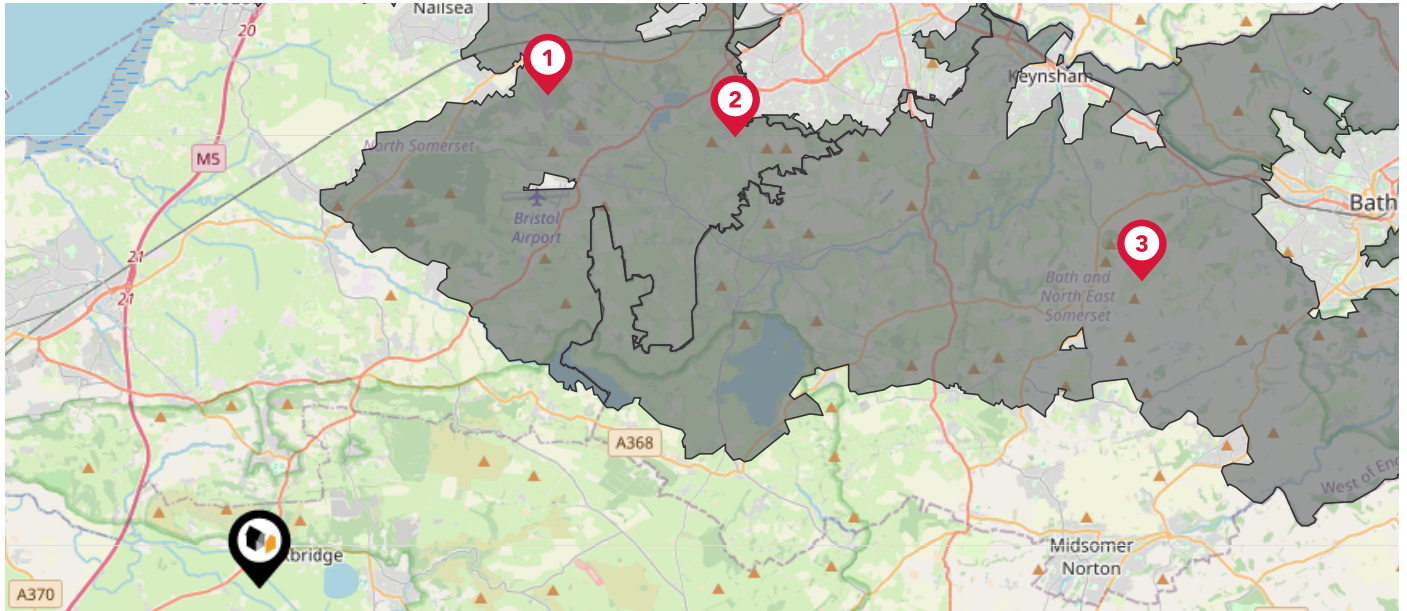 Nailsea
20
1
2
Keynsham
North Somerset
M5
Bristol
Airport
Bath
3
21
21
Bath and
North East
Somerset
A368
West of
Midsomer
Norton
bridge
A370